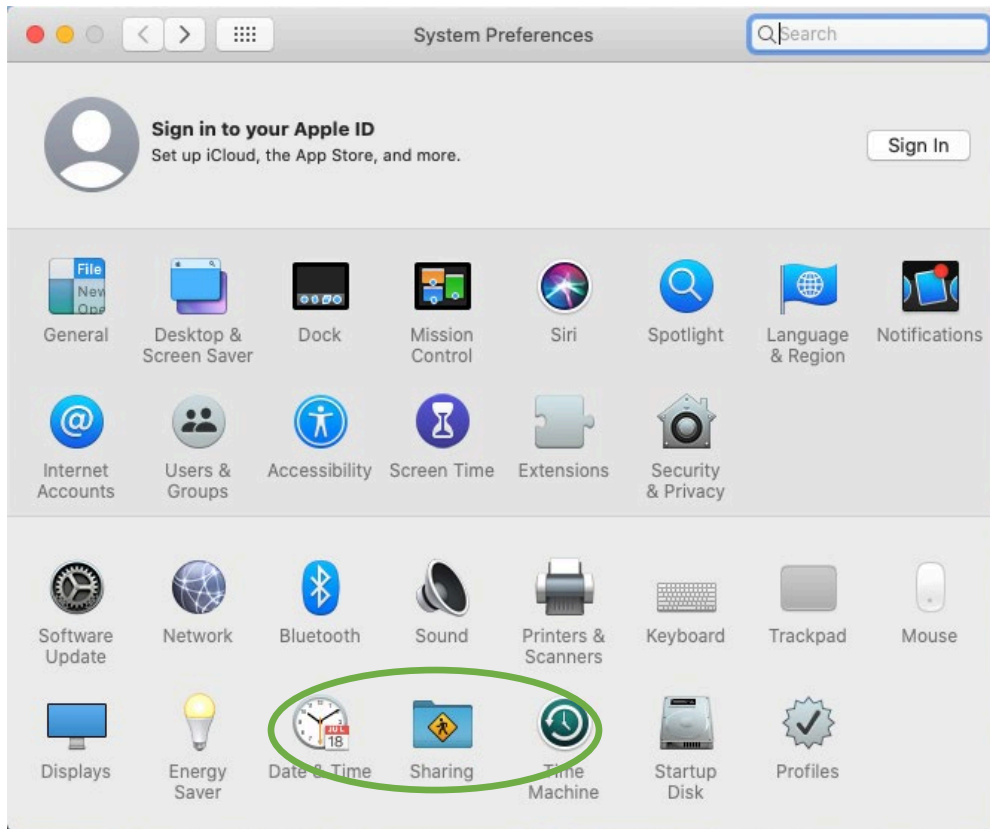 System Preferences
Search
Sign in to your Apple ID
Set up iCloud, the App Store, and more.
Sign In
File
New
Ope
General
Desktop &
Screen Saver
Dock
Mission
Control
Siri
Spotlight
Language
& Region
Notifications
@
Internet
Accounts
Users &
Groups
Accessibility
Screen Time
Extensions
Security
& Privacy
Software
Update
Network
Bluetooth
Sound
Printers &
Scanners
Keyboard
Trackpad
Mouse
JUL
18
Displays
Energy
Saver
Date & Time
Sharing
Time
Machine
Startup
Disk
Profiles